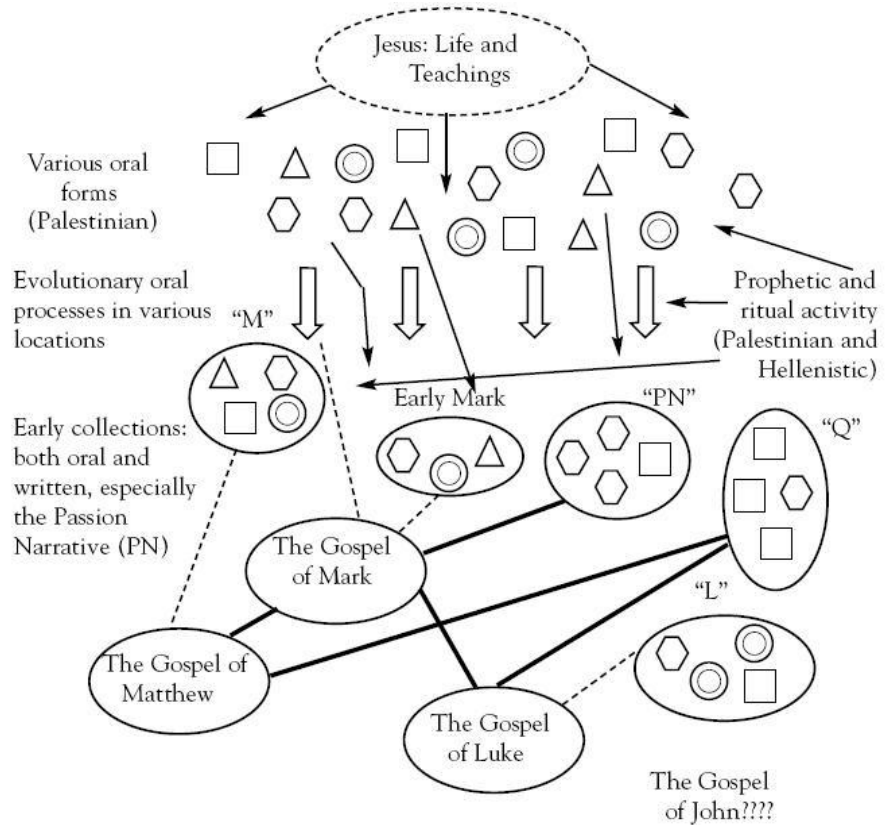 Jesus: Life and
Teachings
Various oral
forms
(Palestinian)
Evolutionary oral
processes in various
locations
Prophetic and
ritual activity
(Palestinian and
Hellenistic)
“M”
Early Mark
“PN”
“Q”
Early collections:
both oral and
written, especially
the Passion
Narrative (PN)
The Gospel
of Mark
“L”
The Gospel of
Matthew
The Gospel
of Luke
The Gospel
of John????